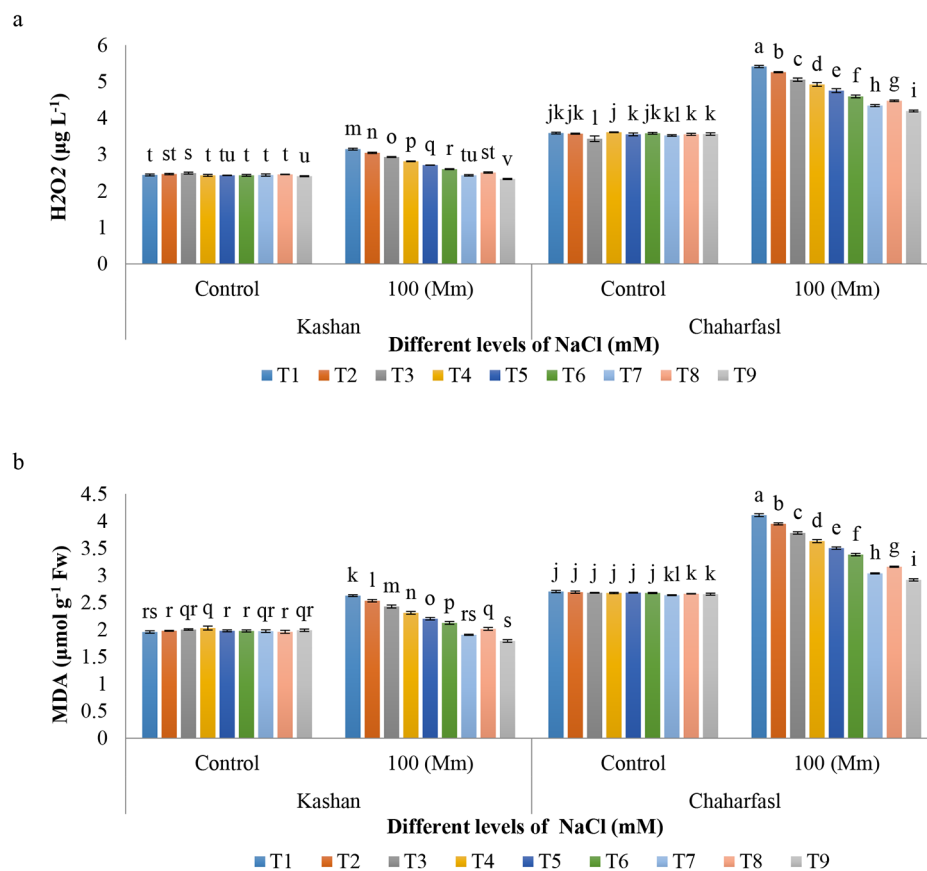 a
H2O2 (µg L-1)
6
5
4
3
2
1
0
t st s t tu t t t u
m n o p q r tu st v
jk jk l j k jk kl k k
a b c d e f h g i
Control 100 (Mm) Control 100 (Mm)
Kashan Chaharfasl
Different levels of NaCl (mM)
T1 T2 T3 T4 T5 T6 T7 T8 T9
b
MDA (µmol g-1 Fw)
4.5
4
3.5
3
2.5
2
1.5
1
0.5
0
rs r qr q r r qr r qr
k l m n o p rs q s
j j j j j j kl k k
a b c d e f h g i
Control 100 (Mm) Control 100 (Mm)
Kashan Chaharfasl
Different levels of NaCl (mM)
T1 T2 T3 T4 T5 T6 T7 T8 T9